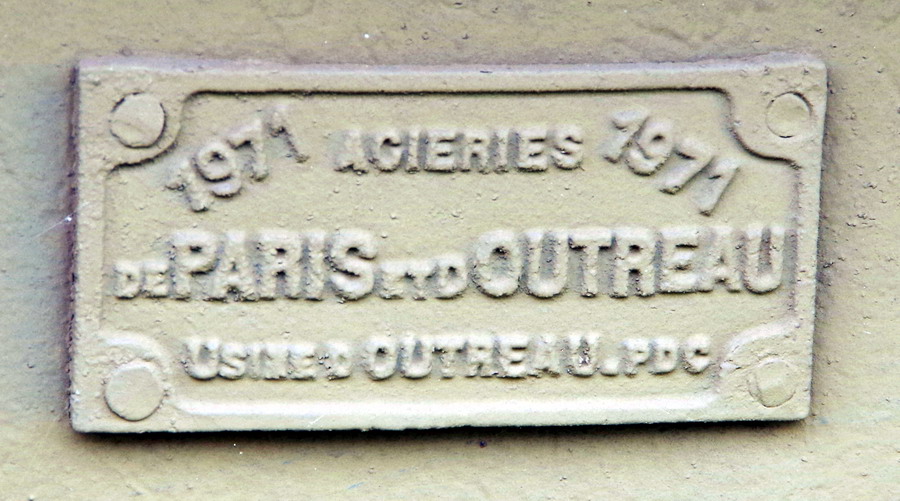 1971 ACIERIES 1971
DE PARIS ET D OUTREAU
USINE D OUTREAU. PDC